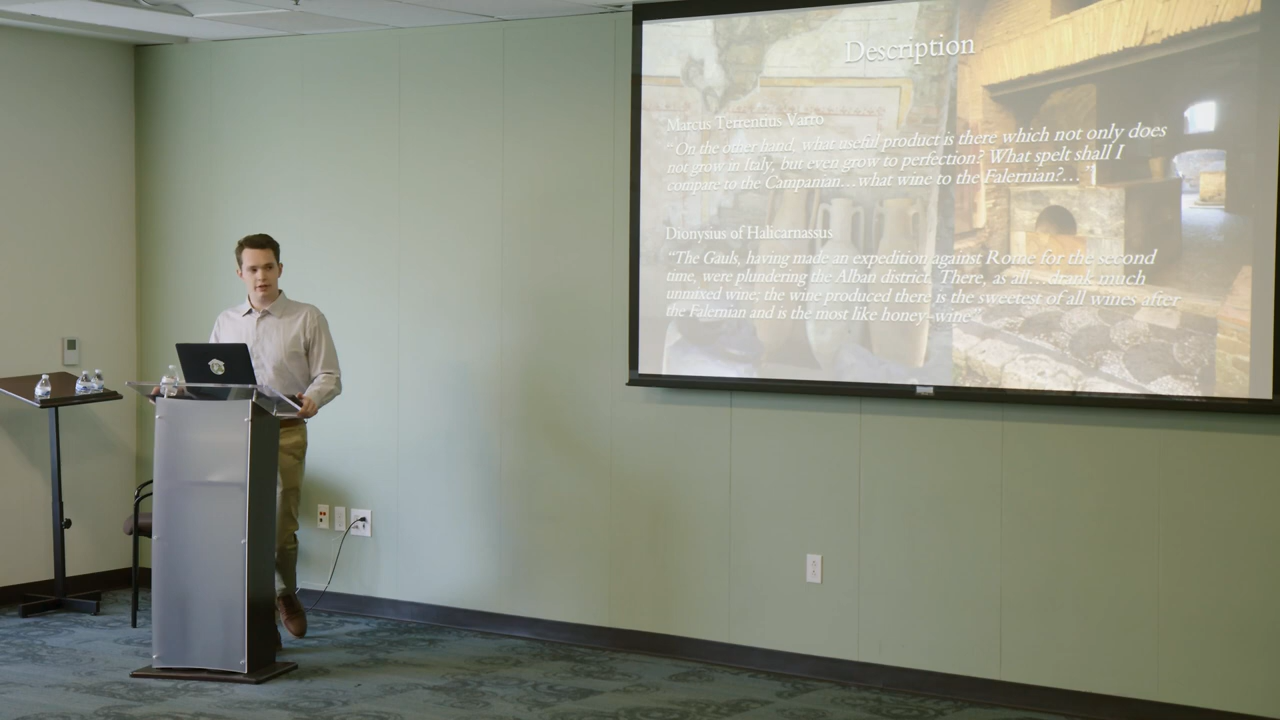 Description
Marcus Terrentius Varro
"On the other hand, what useful product is there which not only does
not grow in Italy, but even grow to perfection? What spelt shall I
compare to the Campanian…what wine to the Falernian?…"
Dionysius of Halicarnassus
"The Gauls, having made an expedition against Rome for the second
time, were plundering the Alban district. There, as all…drank much
unmixed wine; the wine produced there is the sweetest of all wines after
the Falernian and is the most like honey-wine"